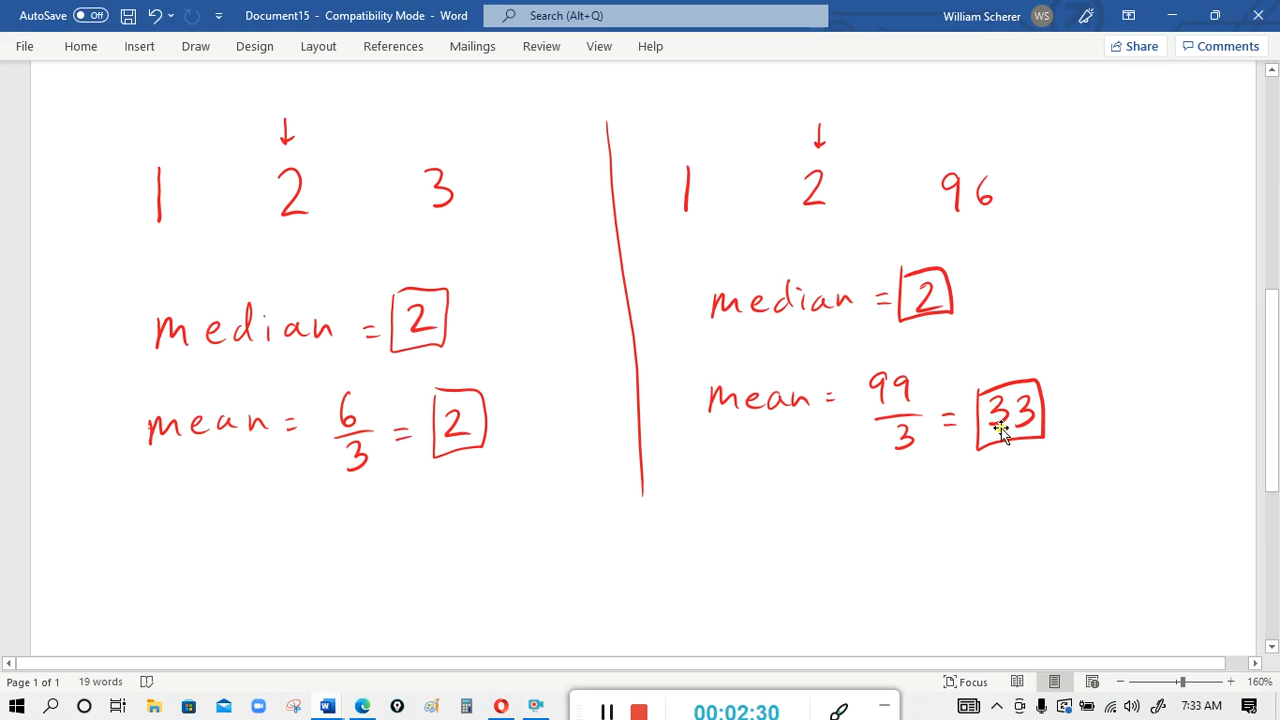 AutoSave Off Document15 - Compatibility Mode - Word Search (Alt+Q) William Scherer WS
File Home Insert Draw Design Layout References Mailings Review View Help Share Comments
1 2 3
median = 2
mean = 6/3 = 2
1 2 96
median = 2
mean = 99/3 = 33
Page 1 of 1 19 words Focus 160%
00:02:30 7:33 AM